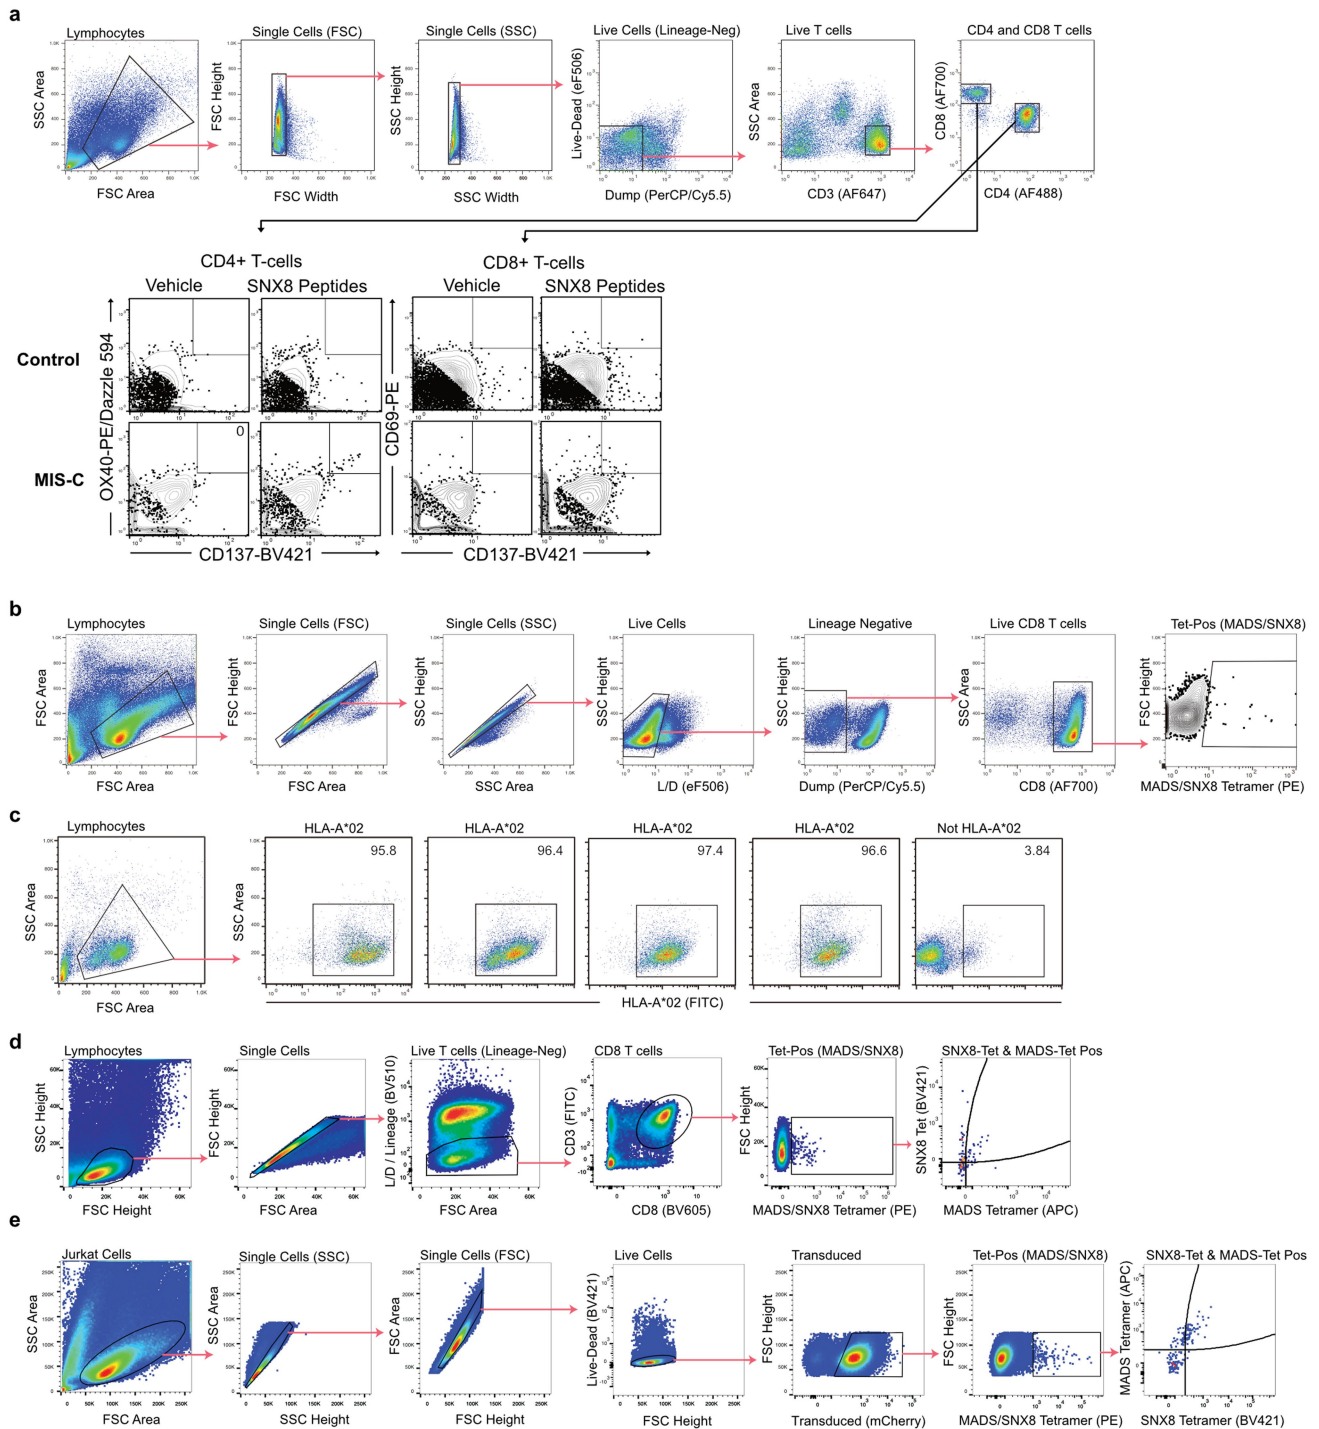 a
Lymphocytes
Single Cells (FSC)
Single Cells (SSC)
Live Cells (Lineage-Neg)
Live T cells
CD4 and CD8 T cells
SSC Area
FSC Height
SSC Height
Live-Dead (eF506)
SSC Area
CD8 (AF700)
FSC Area
FSC Width
SSC Width
Dump (PerCP/Cy5.5)
CD3 (AF647)
CD4 (AF488)
CD4+ T-cells
CD8+ T-cells
Vehicle
SNX8 Peptides
Vehicle
SNX8 Peptides
Control
MIS-C
OX40-PE/Dazzle 594
CD69-PE
0
CD137-BV421
CD137-BV421
b
Lymphocytes
Single Cells (FSC)
Single Cells (SSC)
Live Cells
Lineage Negative
Live CD8 T cells
Tet-Pos (MADS/SNX8)
FSC Area
FSC Height
SSC Height
SSC Height
SSC Height
SSC Area
FSC Height
FSC Area
FSC Area
SSC Area
L/D (eF506)
Dump (PerCP/Cy5.5)
CD8 (AF700)
MADS/SNX8 Tetramer (PE)
c
Lymphocytes
HLA-A*02
HLA-A*02
HLA-A*02
HLA-A*02
Not HLA-A*02
95.8
96.4
97.4
96.6
3.84
SSC Area
SSC Area
FSC Area
HLA-A*02 (FITC)
d
Lymphocytes
Single Cells
Live T cells (Lineage-Neg)
CD8 T cells
Tet-Pos (MADS/SNX8)
SNX8-Tet & MADS-Tet Pos
SSC Height
FSC Height
L/D / Lineage (BV510)
CD3 (FITC)
FSC Height
SNX8 Tet (BV421)
FSC Height
FSC Area
FSC Area
CD8 (BV605)
MADS/SNX8 Tetramer (PE)
MADS Tetramer (APC)
e
Jurkat Cells
Single Cells (SSC)
Single Cells (FSC)
Live Cells
Transduced
Tet-Pos (MADS/SNX8)
SNX8-Tet & MADS-Tet Pos
SSC Area
SSC Area
FSC Area
Live-Dead (BV421)
FSC Height
FSC Height
MADS Tetramer (APC)
FSC Area
SSC Height
FSC Height
FSC Height
Transduced (mCherry)
MADS/SNX8 Tetramer (PE)
SNX8 Tetramer (BV421)